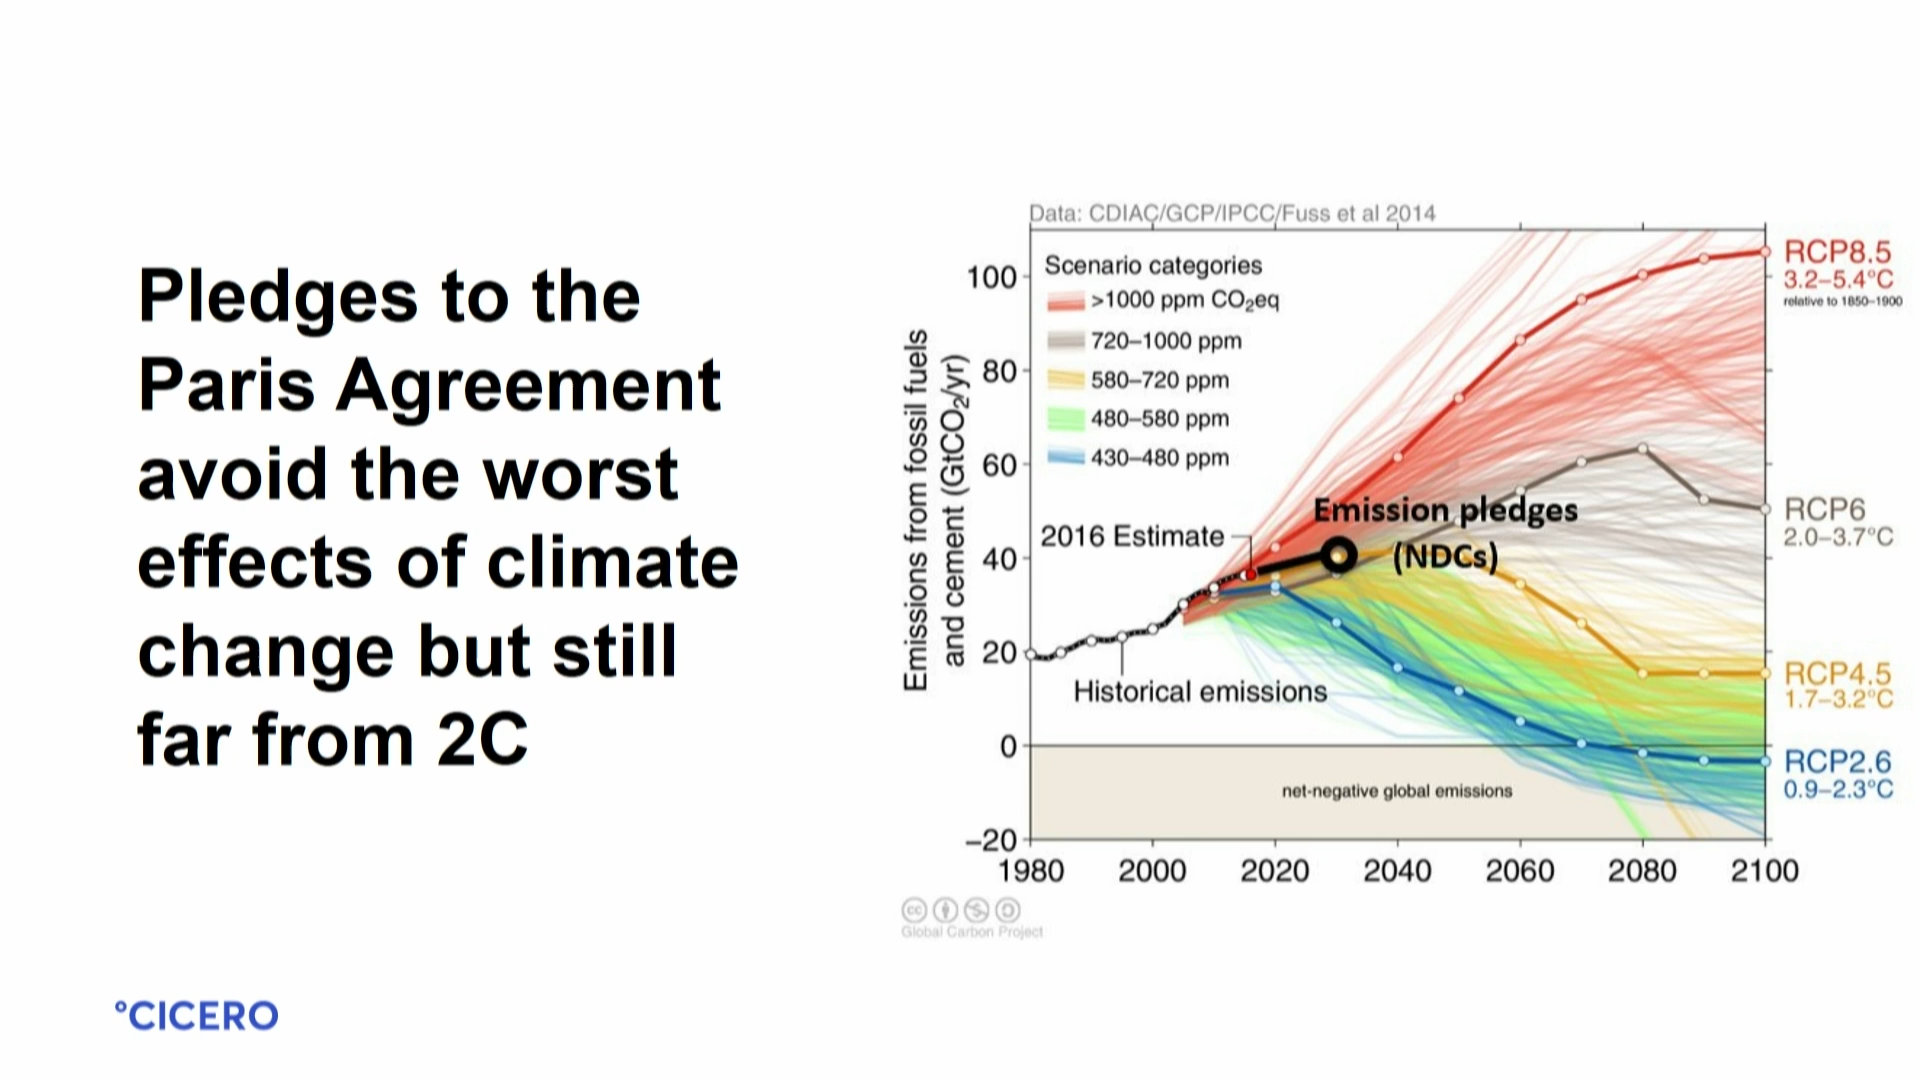 Pledges to the
Paris Agreement
avoid the worst
effects of climate
change but still
far from 2C
°CICERO
Data: CDIAC/GCP/IPCC/Fuss et al 2014
Emissions from fossil fuels
and cement (GtCO₂/yr)
100
80
60
40
20
0
−20
Scenario categories
>1000 ppm CO₂eq
720–1000 ppm
580–720 ppm
480–580 ppm
430–480 ppm
Emission pledges
(NDCs)
2016 Estimate
Historical emissions
net-negative global emissions
RCP8.5
3.2–5.4°C
relative to 1850–1900
RCP6
2.0–3.7°C
RCP4.5
1.7–3.2°C
RCP2.6
0.9–2.3°C
1980 2000 2020 2040 2060 2080 2100
cc
Global Carbon Project